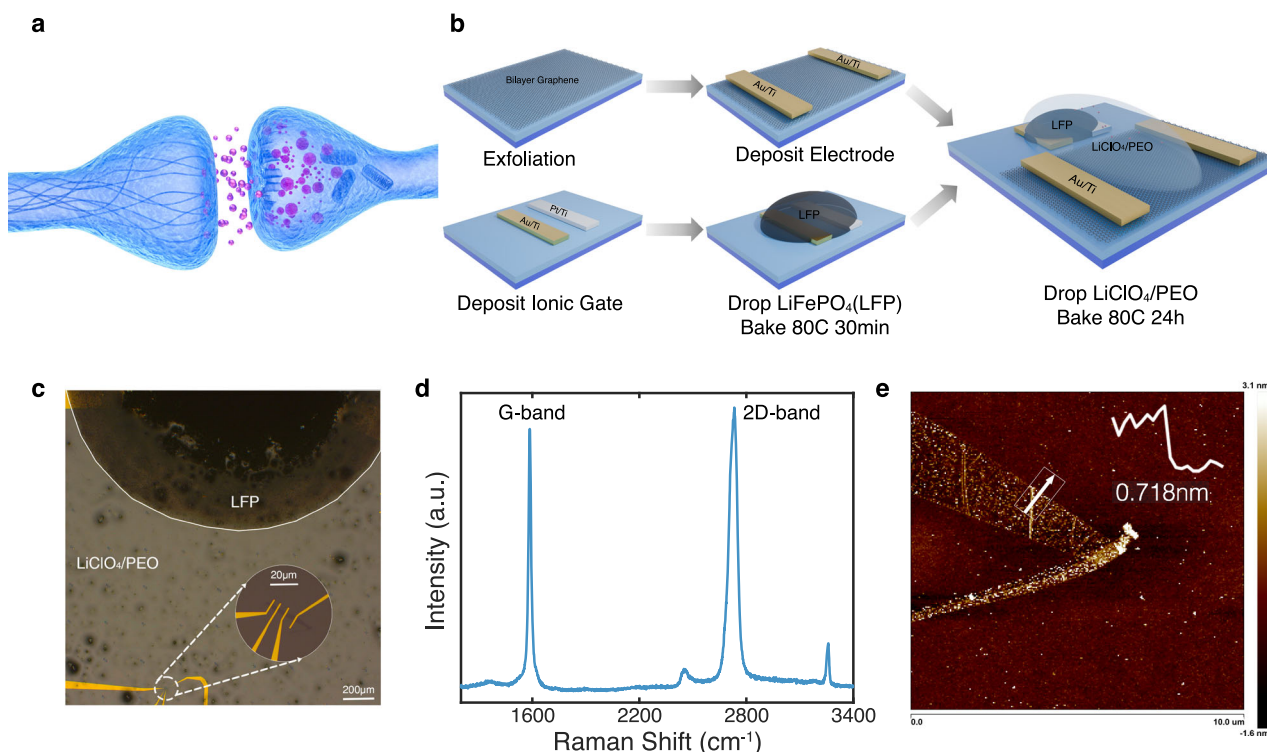 a
b
Bilayer Graphene
Exfoliation
Au/Ti
Au/Ti
Deposit Electrode
Pt/Ti
Au/Ti
Deposit Ionic Gate
LFP
Drop LiFePO₄(LFP)
Bake 80C 30min
LFP
LiClO₄/PEO
Au/Ti
Drop LiClO₄/PEO
Bake 80C 24h
c
LFP
LiClO₄/PEO
20µm
200µm
d
G-band
2D-band
Intensity (a.u.)
1600
2200
2800
3400
Raman Shift (cm⁻¹)
e
3.1 nm
0.718nm
0.0
10.0 um
-1.6 nm